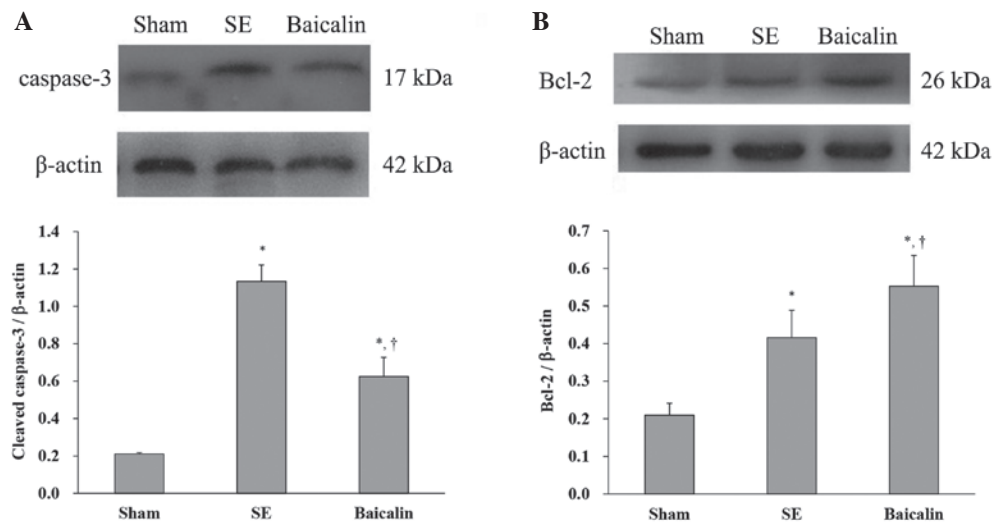 A
Sham SE Baicalin
caspase-3 17 kDa
β-actin 42 kDa
1.4
1.2
1.0
0.8
0.6
0.4
0.2
0.0
Cleaved caspase-3 / β-actin
*
*, †
Sham SE Baicalin
B
Sham SE Baicalin
Bcl-2 26 kDa
β-actin 42 kDa
0.7
0.6
0.5
0.4
0.3
0.2
0.1
0.0
Bcl-2 / β-actin
*
*, †
Sham SE Baicalin